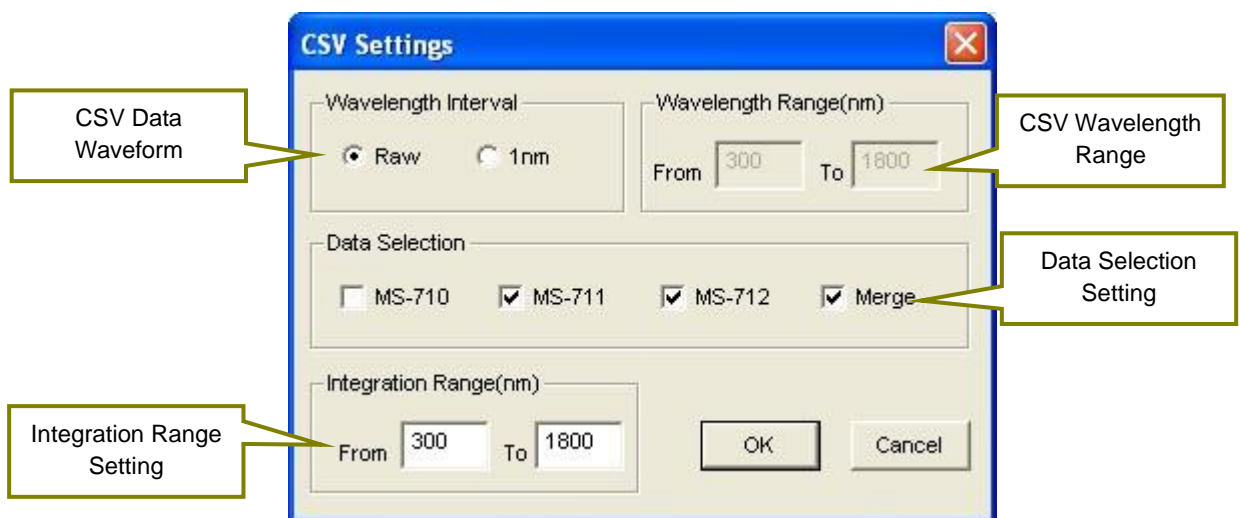 CSV Settings
CSV Data
Waveform
Wavelength Interval
Raw 1nm
Wavelength Range(nm)
From 300 To 1800
CSV Wavelength
Range
Data Selection
MS-710 MS-711 MS-712 Merge
Data Selection
Setting
Integration Range(nm)
From 300 To 1800
Integration Range
Setting
OK Cancel